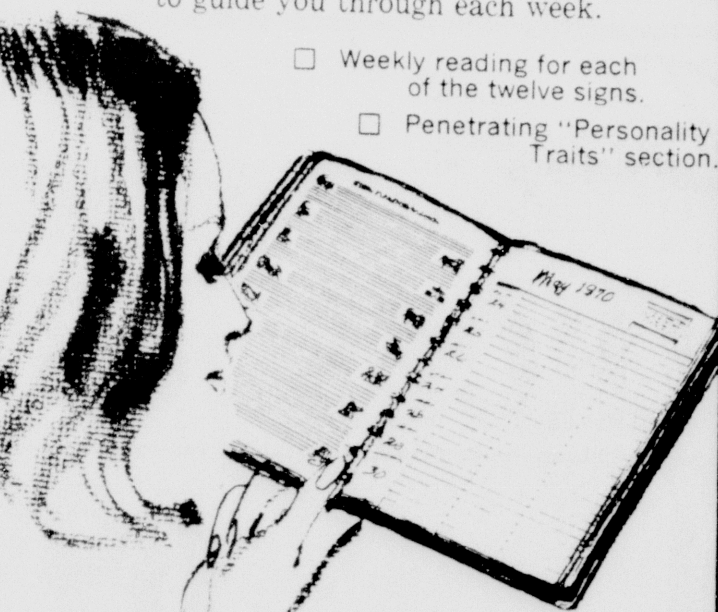 to guide you through each week.
☐ Weekly reading for each
of the twelve signs.
☐ Penetrating "Personality
Traits" section.
May 1970
30